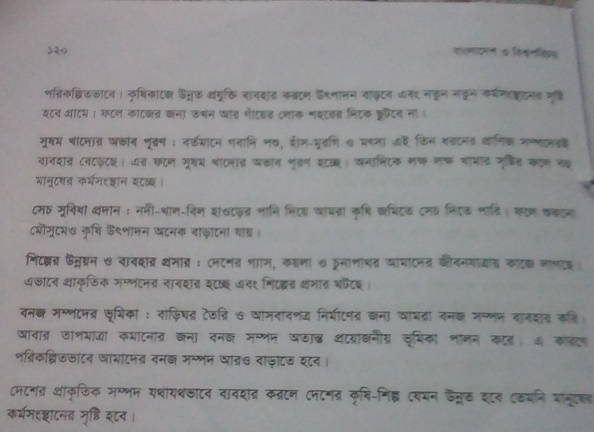 ১২০
বাংলাদেশ ও বিশ্বপরিচয়
পরিকল্পিতভাবে। কৃষিকাজে উন্নত প্রযুক্তি ব্যবহার করলে উৎপাদন বাড়বে এবং নতুন নতুন কর্মসংস্থানের সৃষ্টি
হবে গ্রামে। ফলে কাজের জন্য তখন আর গাঁয়ের লোক শহরের দিকে ছুটবে না।
সুষম খাদ্যের অভাব পূরণ : বর্তমানে গবাদি পশু, হাঁস-মুরগি ও মৎস্য এই তিন ধরনের প্রাণিজ সম্পদেরই
ব্যবহার বেড়েছে। এর ফলে সুষম খাদ্যের অভাব পূরণ হচ্ছে। অন্যদিকে লক্ষ লক্ষ খামার সৃষ্টির ফলে বহু
মানুষের কর্মসংস্থান হচ্ছে।
সেচ সুবিধা প্রদান : নদী-খাল-বিল হাওড়ের পানি দিয়ে আমরা কৃষি জমিতে সেচ দিতে পারি। ফলে শুকনো
মৌসুমেও কৃষি উৎপাদন অনেক বাড়ানো যায়।
শিল্পের উন্নয়ন ও ব্যবহার প্রসার : দেশের গ্যাস, কয়লা ও চুনাপাথর আমাদের জীবনযাত্রার কাজে লাগছে।
এভাবে প্রাকৃতিক সম্পদের ব্যবহার হচ্ছে এবং শিল্পের প্রসার ঘটছে।
বনজ সম্পদের ভূমিকা : বাড়িঘর তৈরি ও আসবাবপত্র নির্মাণের জন্য আমরা বনজ সম্পদ ব্যবহার করি।
আবার তাপমাত্রা কমানোর জন্য বনজ সম্পদ অত্যন্ত প্রয়োজনীয় ভূমিকা পালন করে। এ কারণে
পরিকল্পিতভাবে আমাদের বনজ সম্পদ আরও বাড়াতে হবে।
দেশের প্রাকৃতিক সম্পদ যথাযথভাবে ব্যবহার করলে দেশের কৃষি-শিল্প যেমন উন্নত হবে তেমনি মানুষের
কর্মসংস্থানের সৃষ্টি হবে।